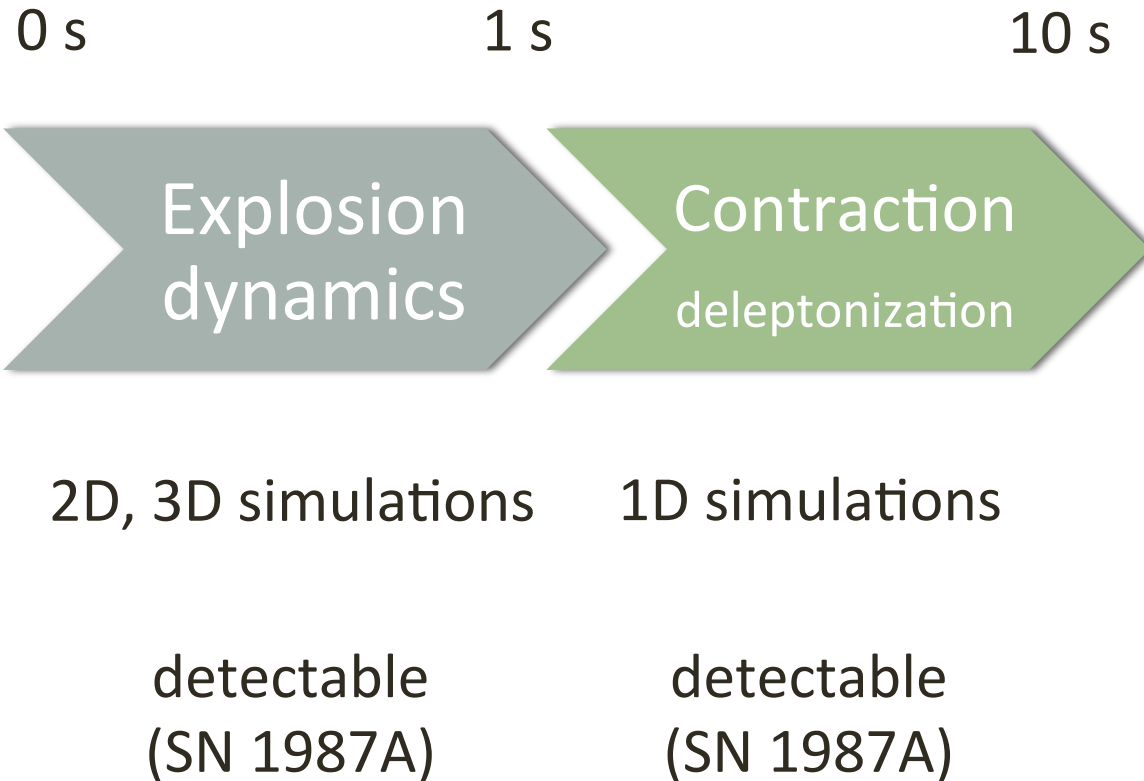 0 s 1 s 10 s
Explosion
dynamics
Contraction
deleptonization
2D, 3D simulations 1D simulations
detectable
(SN 1987A)
detectable
(SN 1987A)